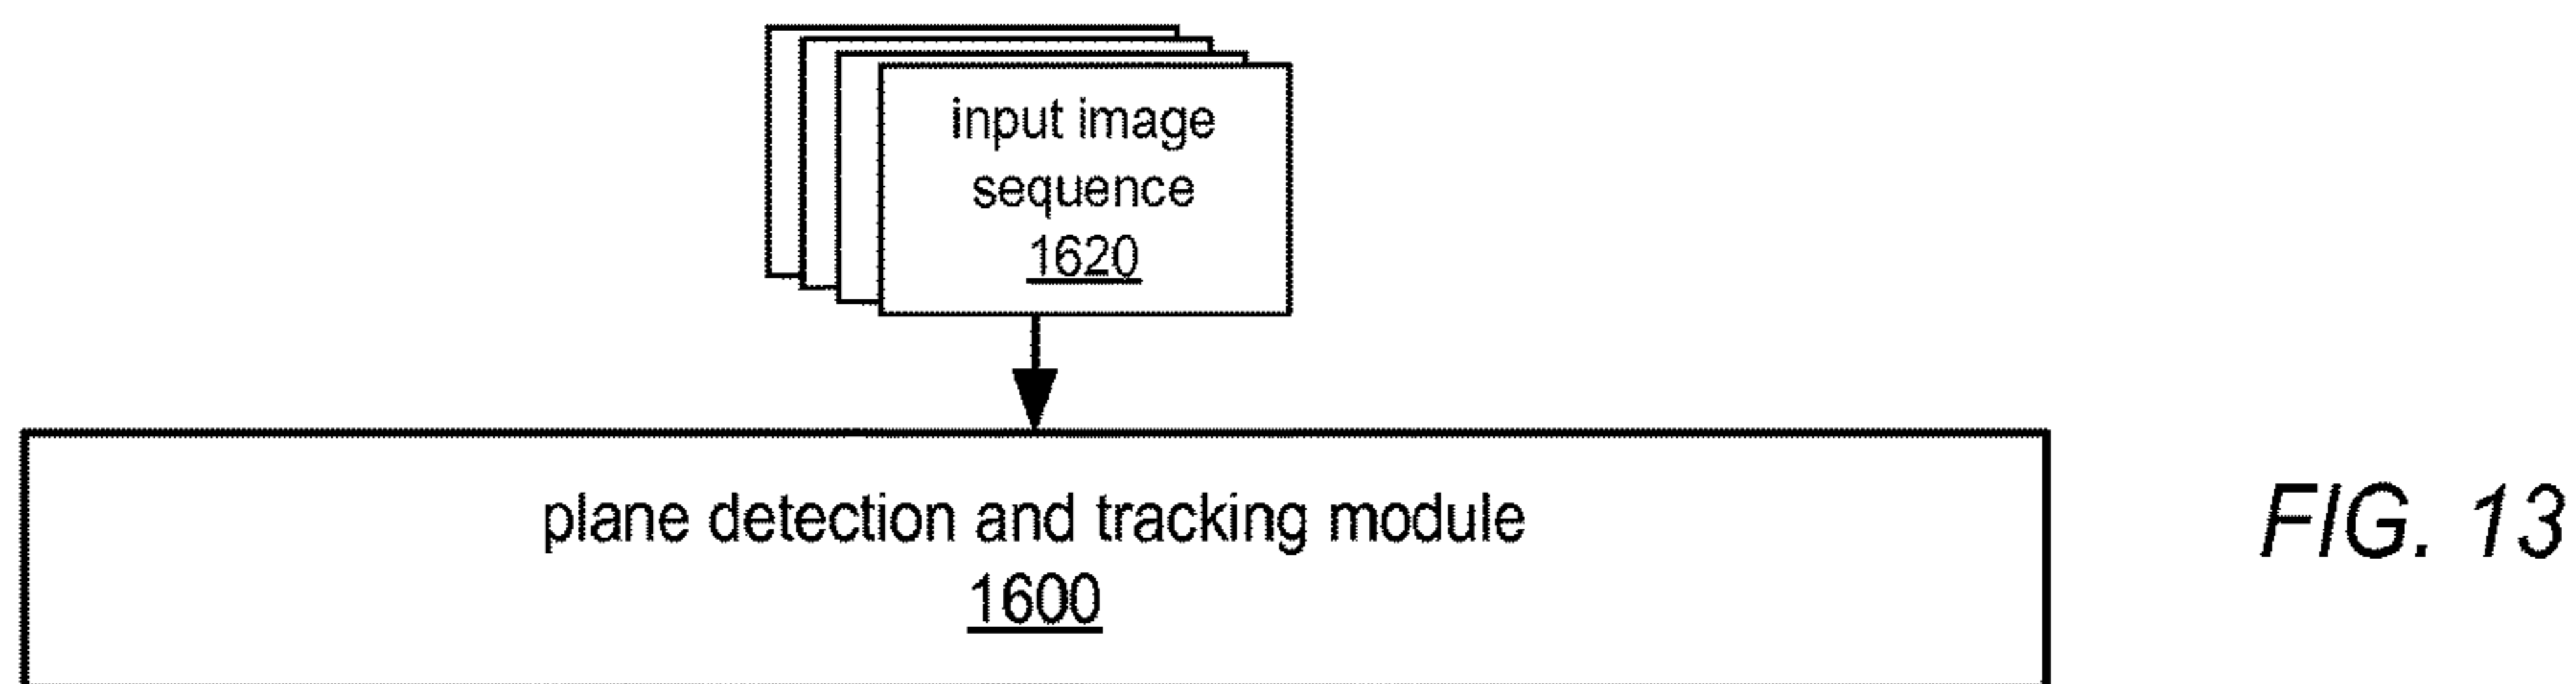 input image
sequence
1620
plane detection and tracking module
1600
FIG. 13